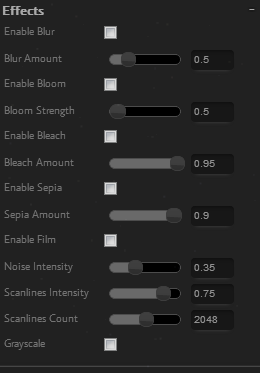 Effects -
Enable Blur
Blur Amount 0.5
Enable Bloom
Bloom Strength 0.5
Enable Bleach
Bleach Amount 0.95
Enable Sepia
Sepia Amount 0.9
Enable Film
Noise Intensity 0.35
Scanlines Intensity 0.75
Scanlines Count 2048
Grayscale